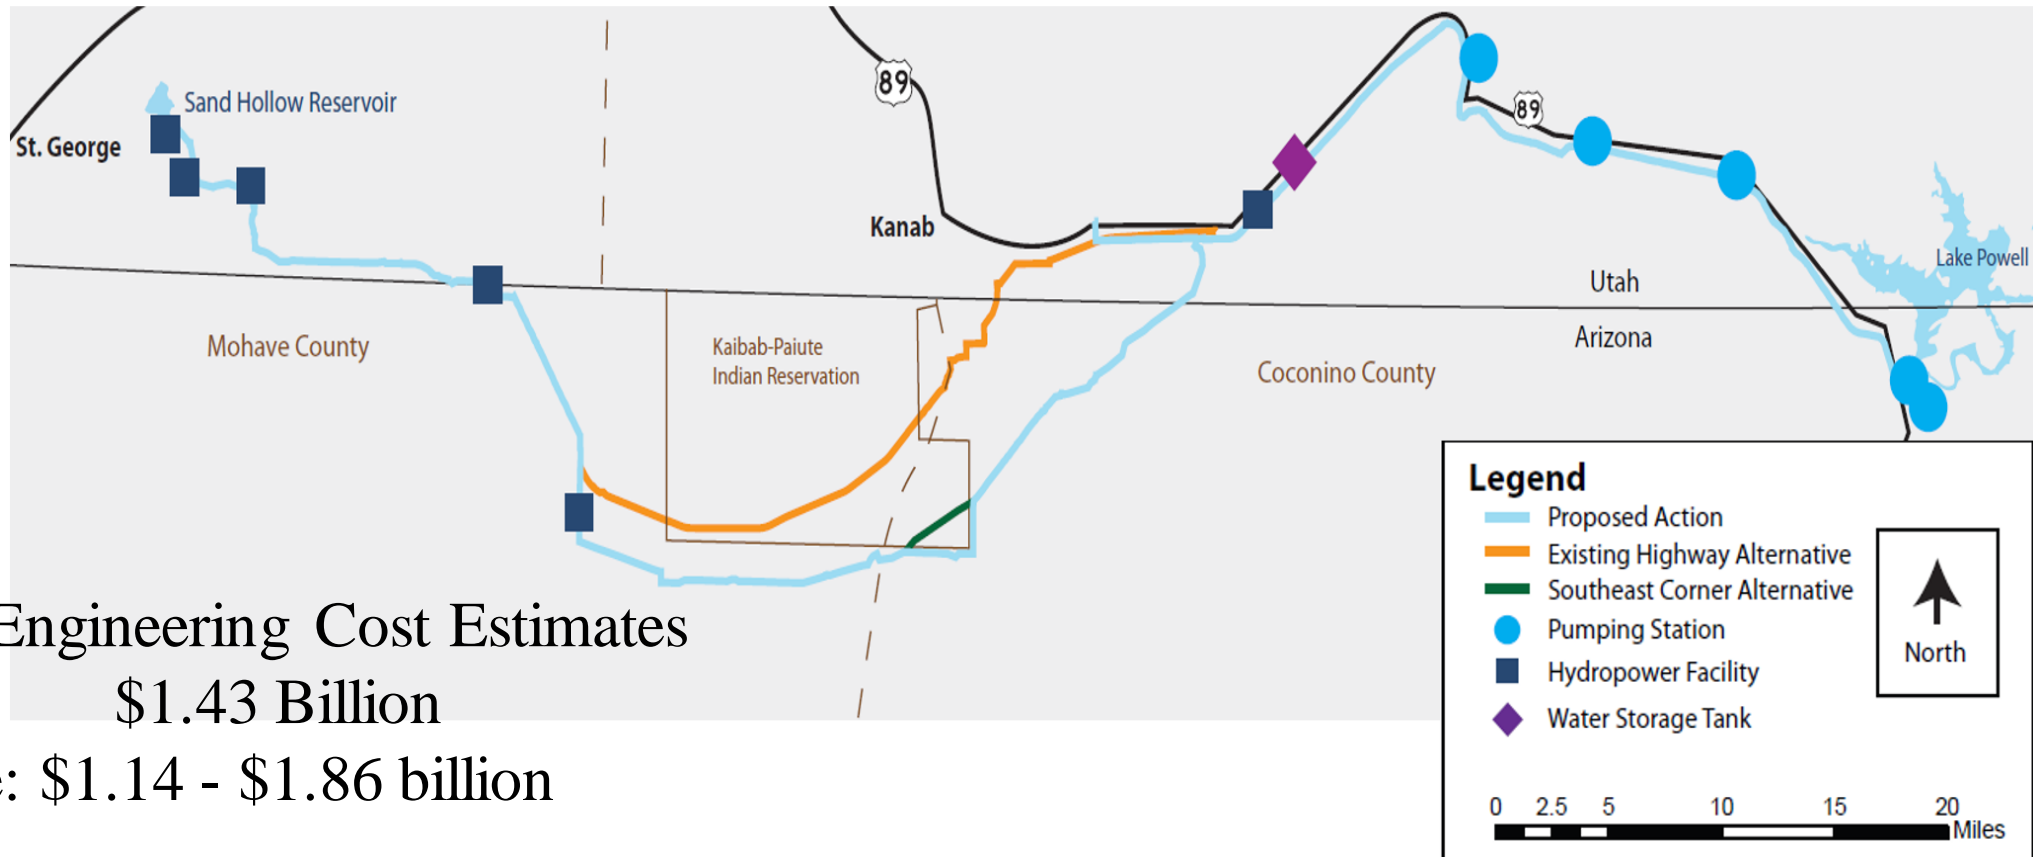 89
Sand Hollow Reservoir
89
St. George
Kanab
Lake Powell
Utah
Arizona
Mohave County
Kaibab-Paiute
Indian Reservation
Coconino County
Legend
Proposed Action
Existing Highway Alternative
Southeast Corner Alternative
Pumping Station
Hydropower Facility
Water Storage Tank
North
0 2.5 5 10 15 20
Miles
Engineering Cost Estimates
$1.43 Billion
: $1.14 - $1.86 billion